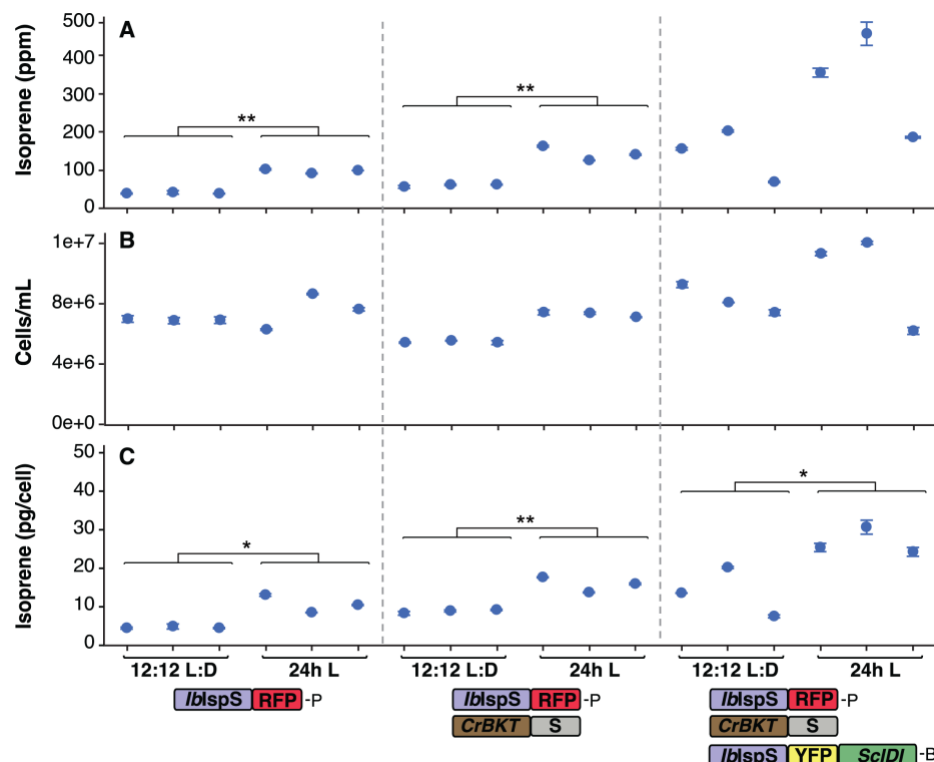 A
Isoprene (ppm)
500
400
300
200
100
0
**
**
B
Cells/mL
1e+7
8e+6
4e+6
0e+0
C
Isoprene (pg/cell)
50
40
30
20
10
0
*
**
*
12:12 L:D 24h L 12:12 L:D 24h L 12:12 L:D 24h L
IbIspS RFP -P IbIspS RFP -P IbIspS RFP -P
CrBKT S CrBKT S
IbIspS YFP ScIDI -B